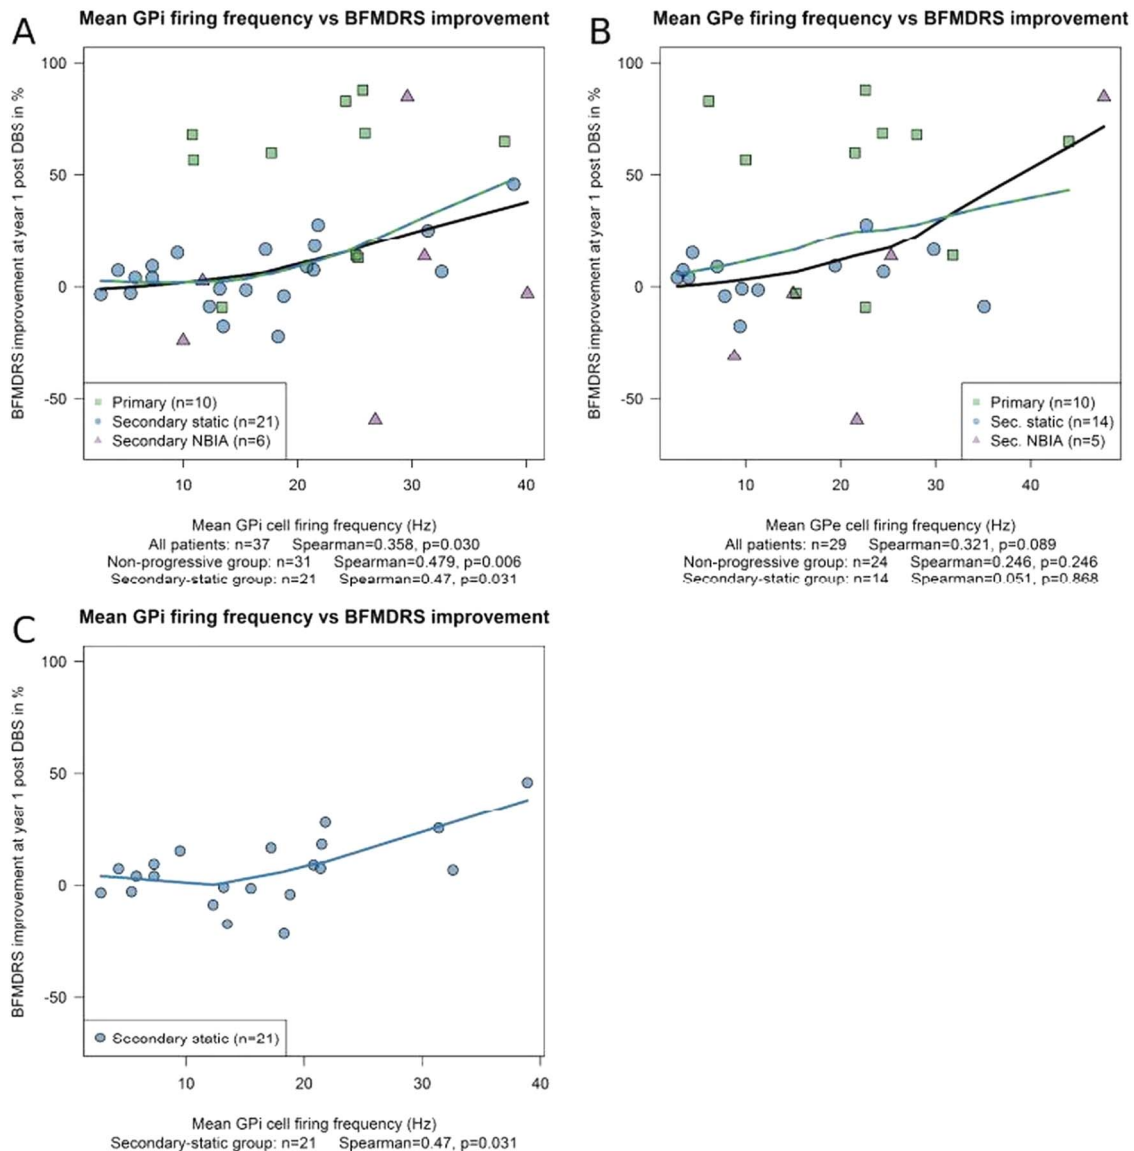 A
Mean GPi firing frequency vs BFMDRS improvement
BFMDRS improvement at year 1 post DBS in %
100
50
0
-50
Primary (n=10)
Secondary static (n=21)
Secondary NBIA (n=6)
10 20 30 40
Mean GPi cell firing frequency (Hz)
All patients: n=37 Spearman=0.358, p=0.030
Non-progressive group: n=31 Spearman=0.479, p=0.006
Secondary-static group: n=21 Spearman=0.47, p=0.031
B
Mean GPe firing frequency vs BFMDRS improvement
BFMDRS improvement at year 1 post DBS in %
100
50
0
-50
Primary (n=10)
Sec. static (n=14)
Sec. NBIA (n=5)
10 20 30 40
Mean GPe cell firing frequency (Hz)
All patients: n=29 Spearman=0.321, p=0.089
Non-progressive group: n=24 Spearman=0.246, p=0.246
Secondary-static group: n=14 Spearman=0.051, p=0.868
C
Mean GPi firing frequency vs BFMDRS improvement
BFMDRS improvement at year 1 post DBS in %
100
50
0
-50
Secondary static (n=21)
10 20 30 40
Mean GPi cell firing frequency (Hz)
Secondary-static group: n=21 Spearman=0.47, p=0.031